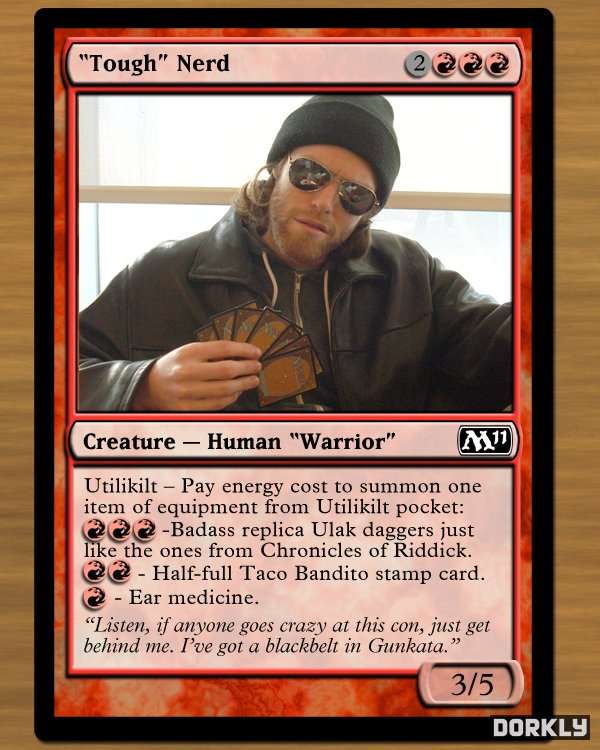 "Tough" Nerd 2
Creature — Human "Warrior" M11
Utilikilt – Pay energy cost to summon one
item of equipment from Utilikilt pocket:
-Badass replica Ulak daggers just
like the ones from Chronicles of Riddick.
- Half-full Taco Bandito stamp card.
- Ear medicine.
"Listen, if anyone goes crazy at this con, just get
behind me. I've got a blackbelt in Gunkata."
3/5
DORKLY